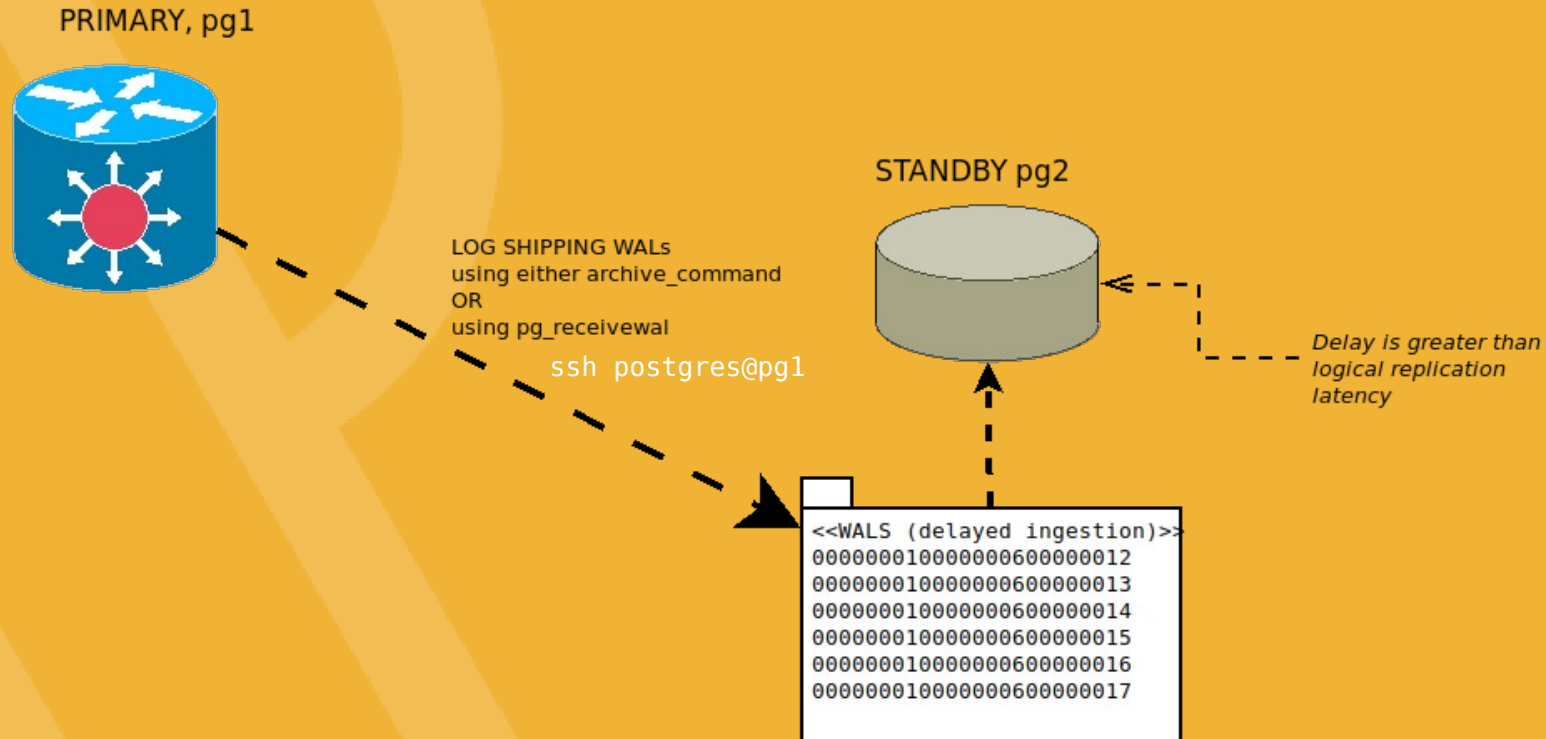 PRIMARY, pg1
STANDBY pg2
LOG SHIPPING WALs
using either archive_command
OR
using pg_receivewal
ssh postgres@pg1
Delay is greater than
logical replication
latency
<<WALS (delayed ingestion)>>
000000010000000600000012
000000010000000600000013
000000010000000600000014
000000010000000600000015
000000010000000600000016
000000010000000600000017